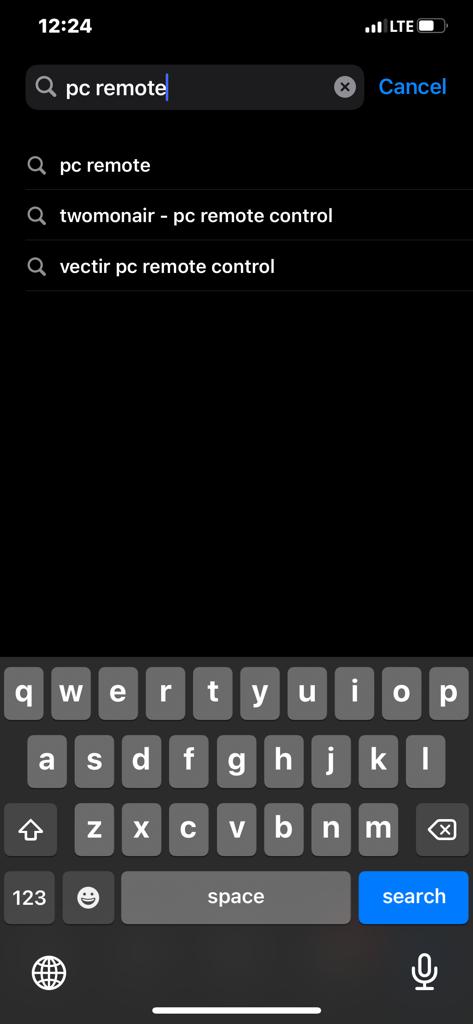 12:24
LTE
pc remote
Cancel
pc remote
twomonair - pc remote control
vectir pc remote control
q w e r t y u i o p
a s d f g h j k l
z x c v b n m
123 space search